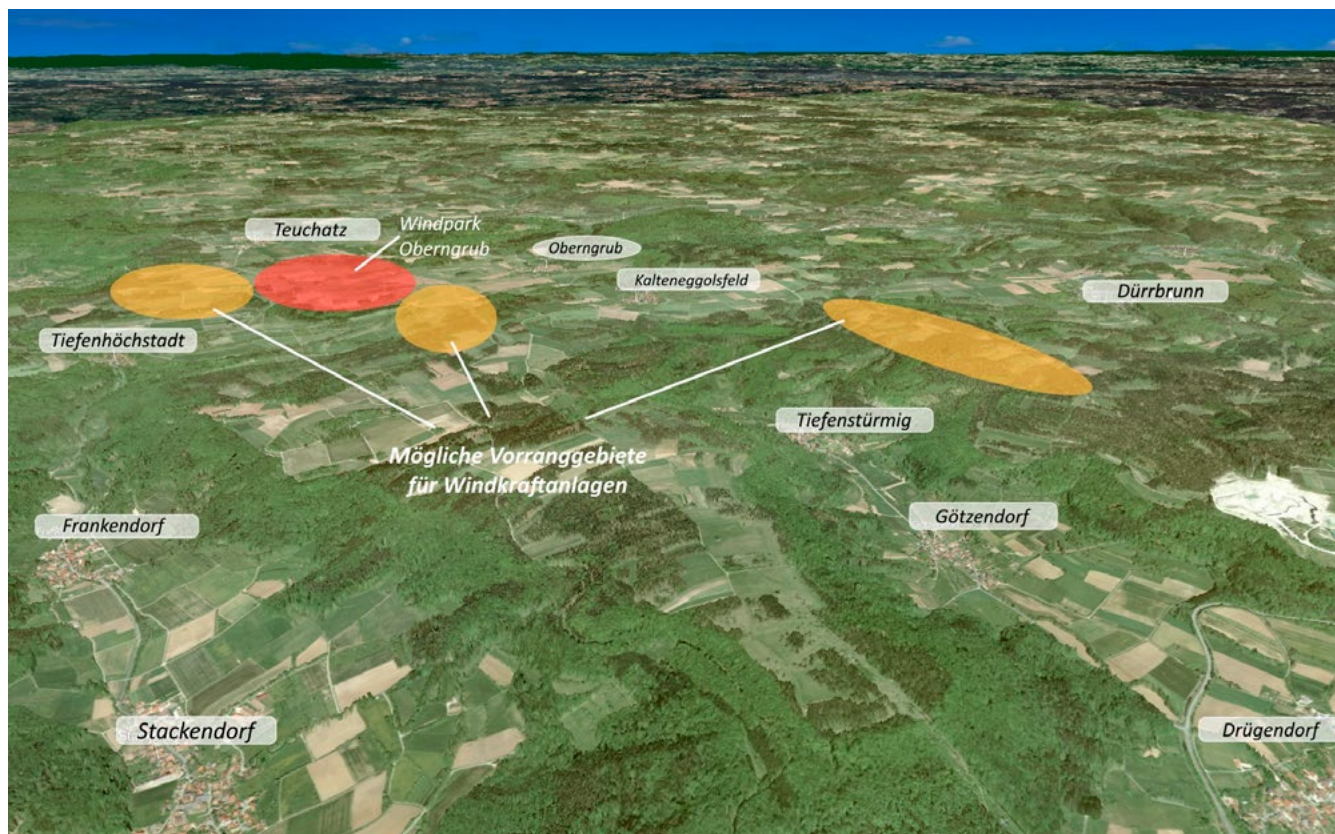 Teuchatz
Windpark
Oberngrub
Oberngrub
Kalteneggolsfeld
Dürrbrunn
Tiefenhöchstadt
Tiefenstürmig
Mögliche Vorranggebiete
für Windkraftanlagen
Frankendorf
Götzendorf
Stackendorf
Drügendorf